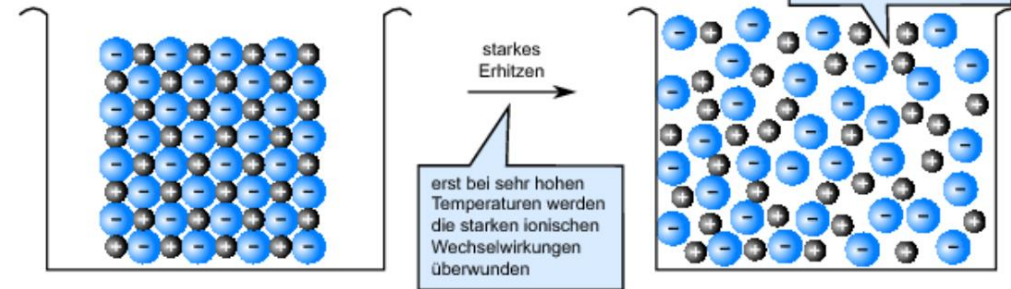 starkes
Erhitzen
erst bei sehr hohen
Temperaturen werden
die starken ionischen
Wechselwirkungen
überwunden